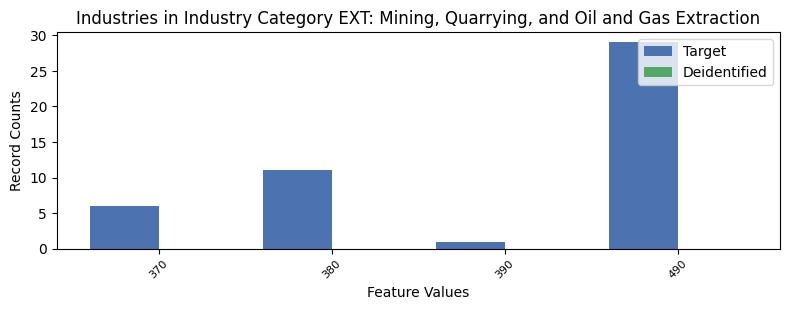 Industries in Industry Category EXT: Mining, Quarrying, and Oil and Gas Extraction
Target
Deidentified
Record Counts
30
25
20
15
10
5
0
370
380
390
490
Feature Values